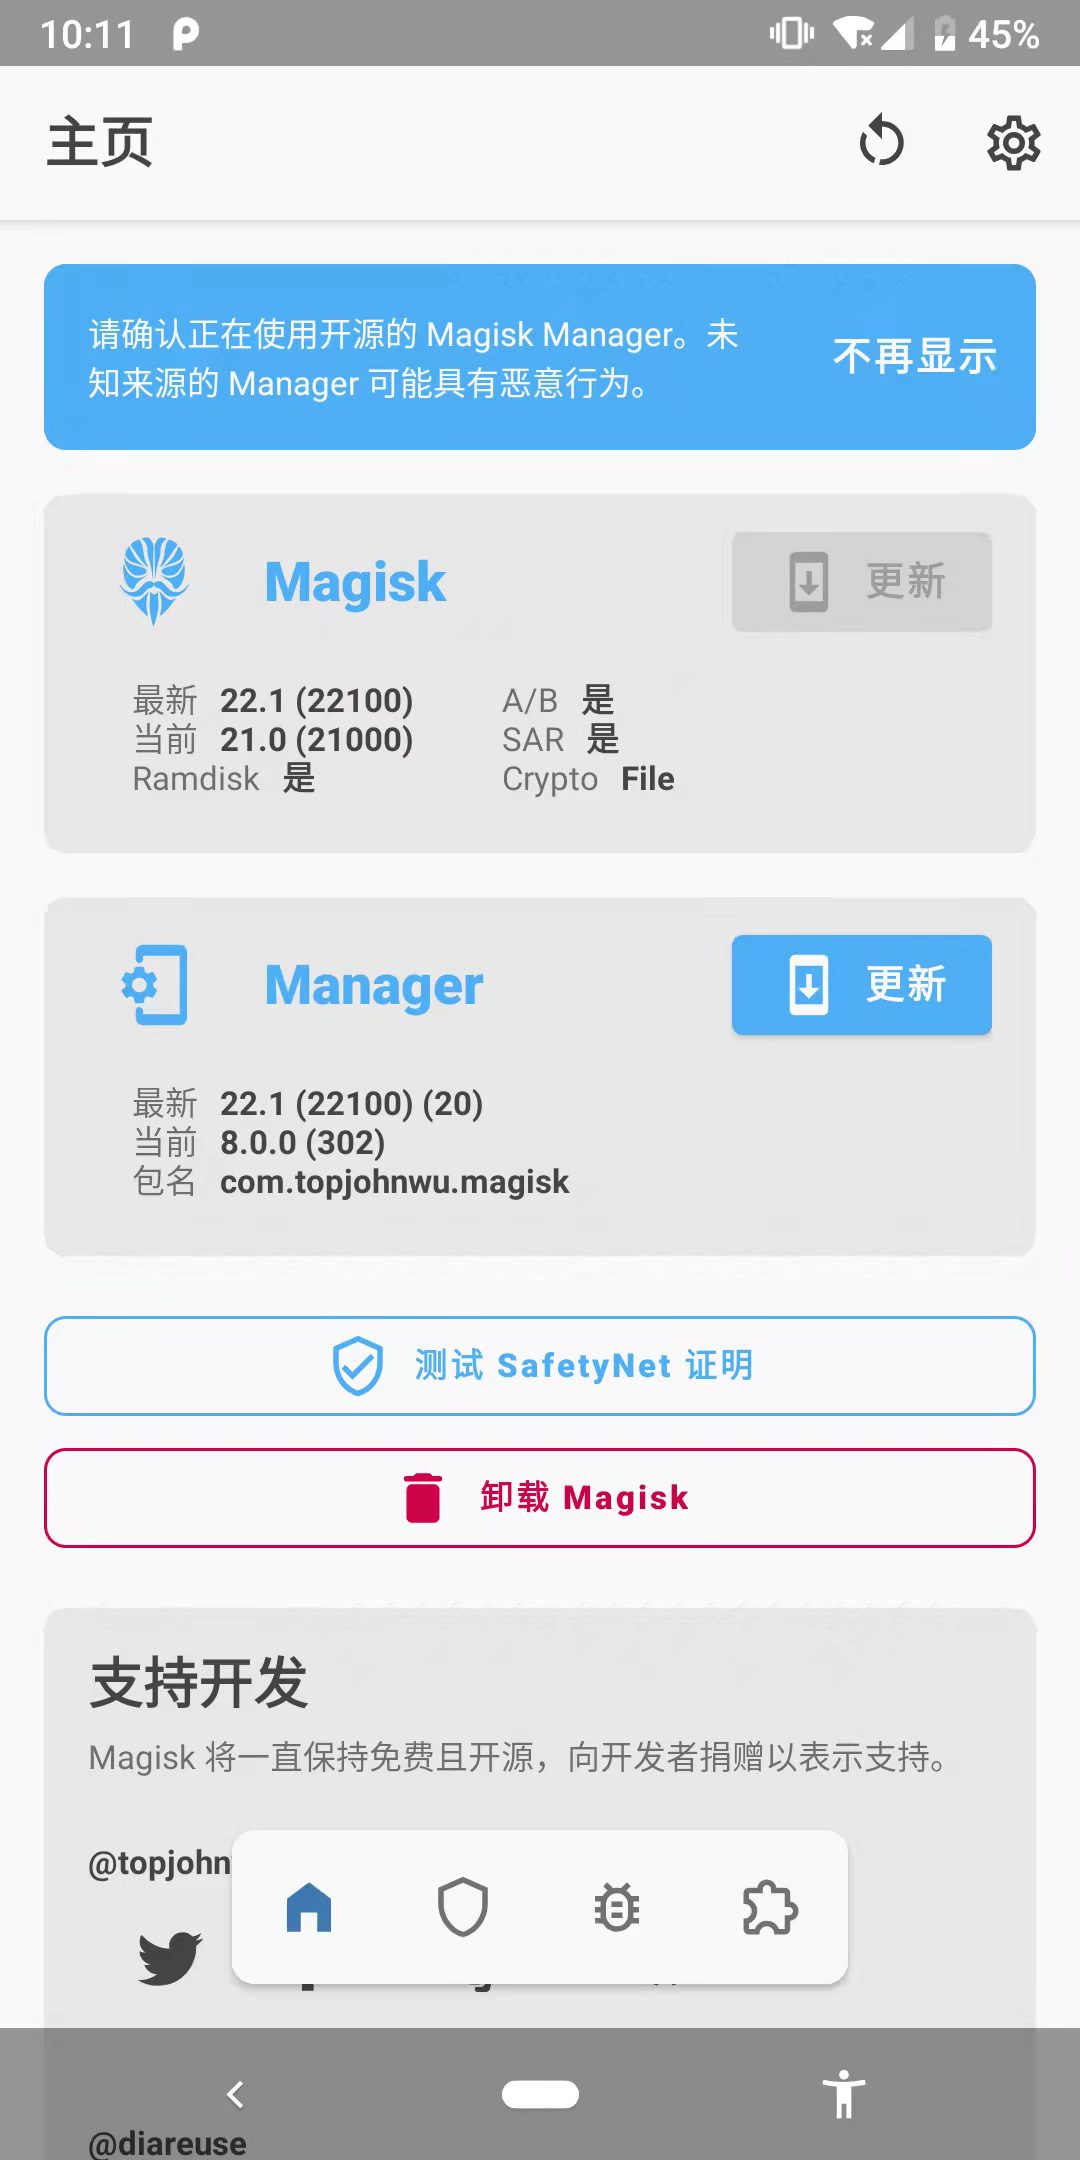 10:11
45%
主页
请确认正在使用开源的 Magisk Manager。未
知来源的 Manager 可能具有恶意行为。
不再显示
Magisk
更新
最新 22.1 (22100)
当前 21.0 (21000)
Ramdisk 是
A/B 是
SAR 是
Crypto File
Manager
更新
最新 22.1 (22100) (20)
当前 8.0.0 (302)
包名 com.topjohnwu.magisk
测试 SafetyNet 证明
卸载 Magisk
支持开发
Magisk 将一直保持免费且开源，向开发者捐赠以表示支持。
@topjohn
@diareuse